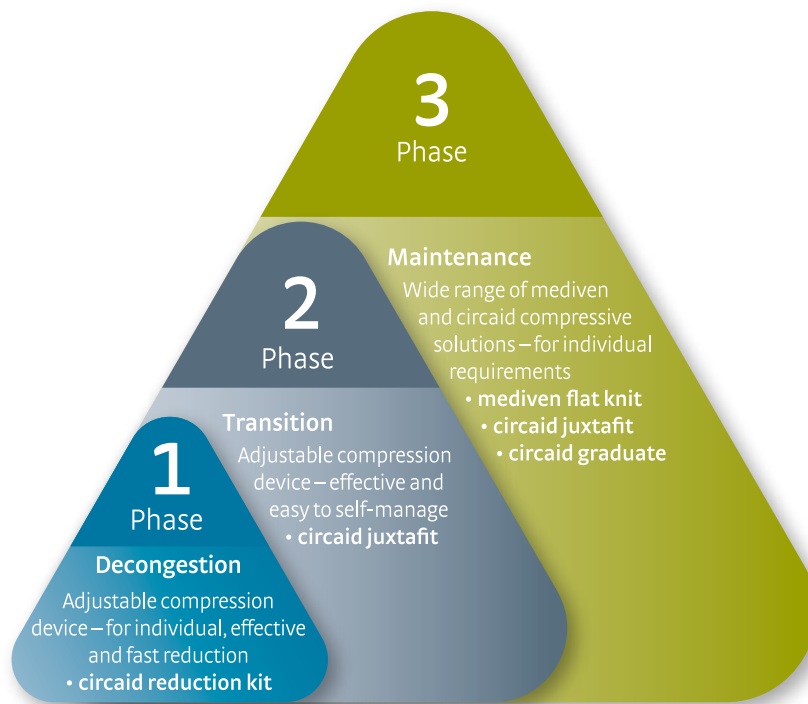 3
Phase
Maintenance
Wide range of mediven
and circaid compressive
solutions – for individual
requirements
• mediven flat knit
• circaid juxtafit
• circaid graduate
2
Phase
Transition
Adjustable compression
device – effective and
easy to self-manage
• circaid juxtafit
1
Phase
Decongestion
Adjustable compression
device – for individual, effective
and fast reduction
• circaid reduction kit